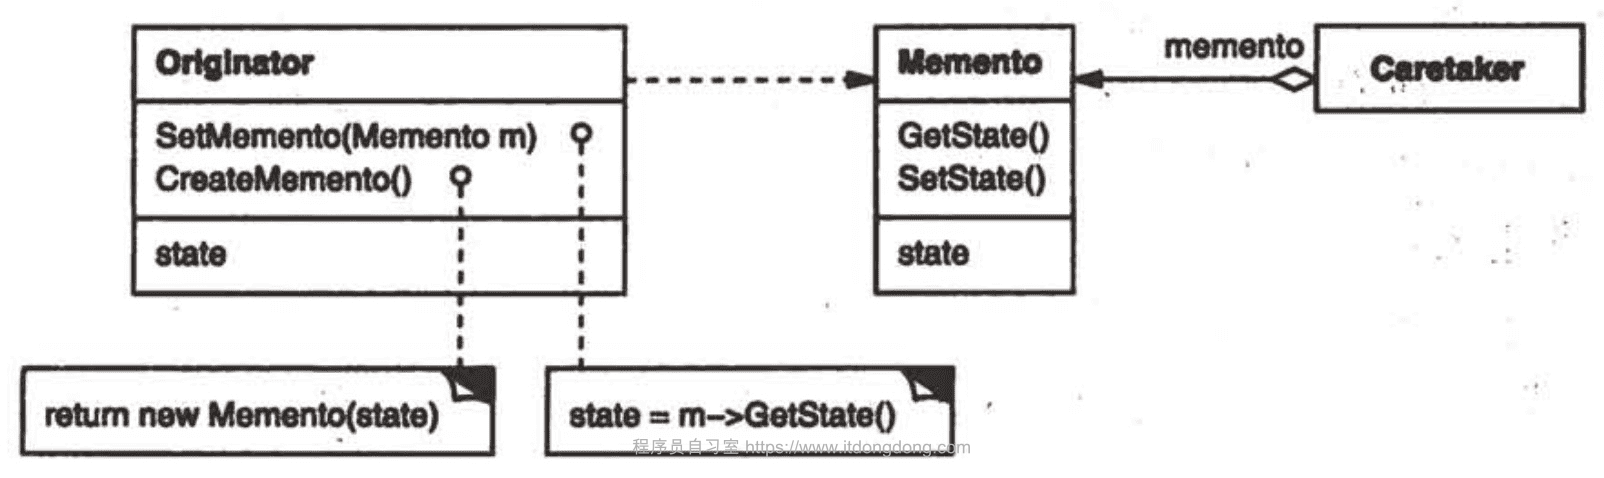 Originator
SetMemento(Memento m)
CreateMemento()
state
Memento
GetState()
SetState()
state
memento
Caretaker
return new Memento(state)
state = m->GetState()
程序员自习室 https://www.itdongdong.com